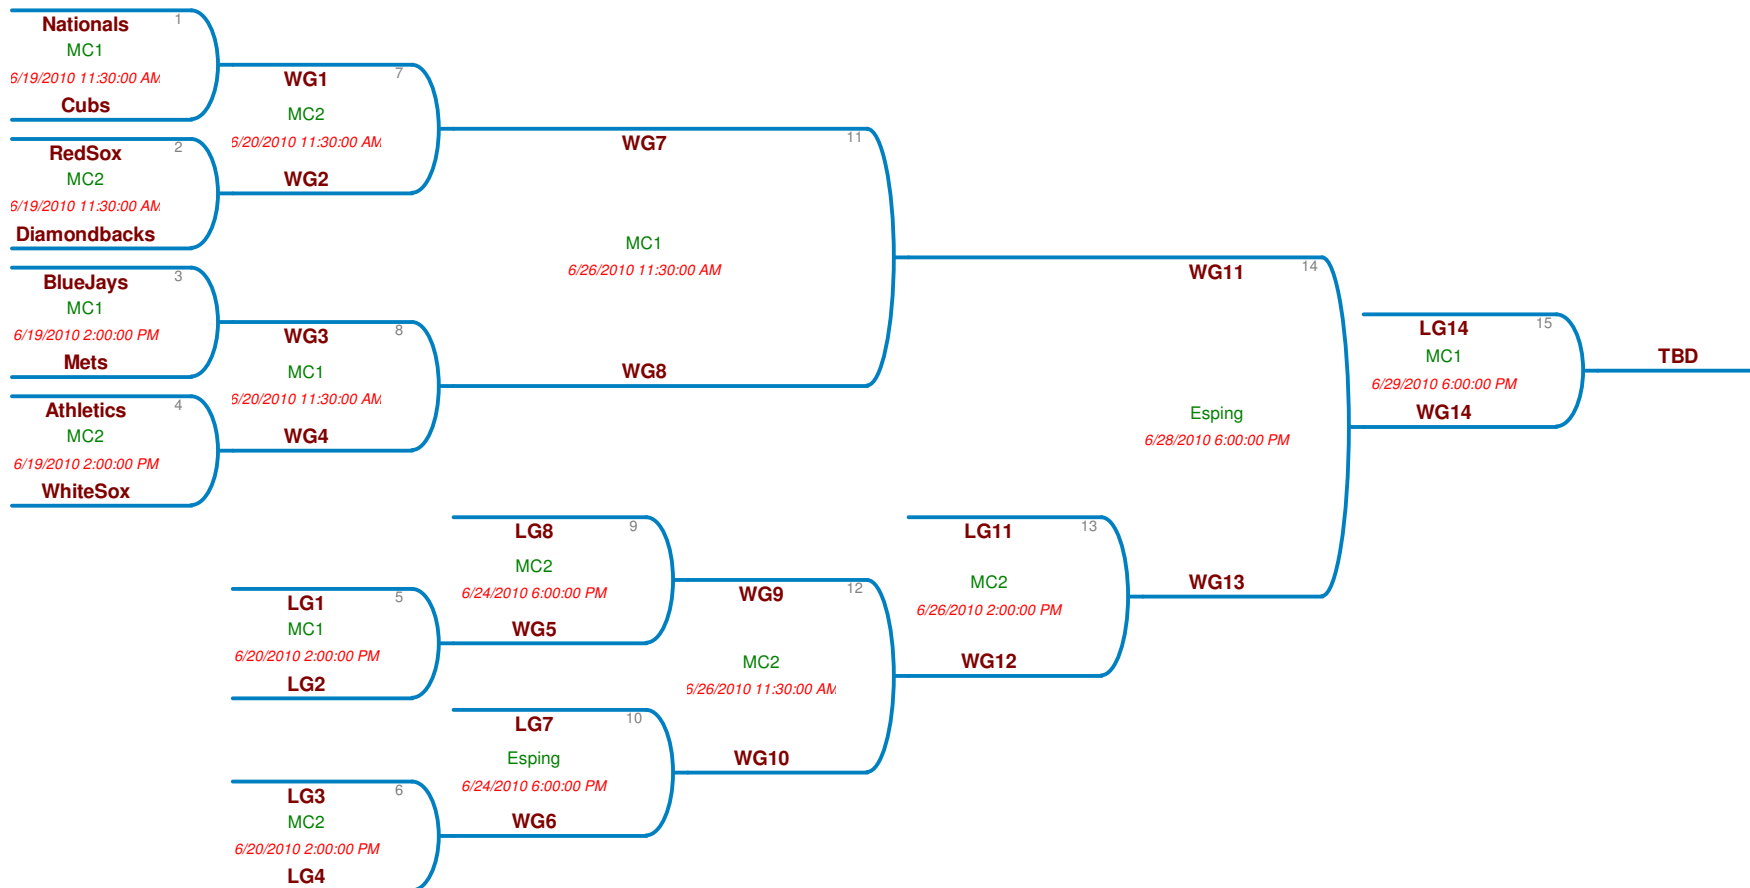 Nationals 1
MC1
6/19/2010 11:30:00 AM
Cubs
RedSox 2
MC2
6/19/2010 11:30:00 AM
Diamondbacks
BlueJays 3
MC1
6/19/2010 2:00:00 PM
Mets
Athletics 4
MC2
6/19/2010 2:00:00 PM
WhiteSox
WG1 7
MC2
6/20/2010 11:30:00 AM
WG2
WG3 8
MC1
6/20/2010 11:30:00 AM
WG4
LG1 5
MC1
6/20/2010 2:00:00 PM
LG2
LG3 6
MC2
6/20/2010 2:00:00 PM
LG4
WG7 11
MC1
6/26/2010 11:30:00 AM
WG8
LG8 9
MC2
6/24/2010 6:00:00 PM
WG5
LG7 10
Esping
6/24/2010 6:00:00 PM
WG6
WG9 12
MC2
6/26/2010 11:30:00 AM
WG10
LG11 13
MC2
6/26/2010 2:00:00 PM
WG12
WG11 14
Esping
6/28/2010 6:00:00 PM
WG13
LG14 15
MC1
6/29/2010 6:00:00 PM
WG14
TBD